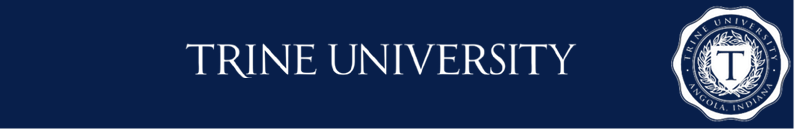 TRINE UNIVERSITY
TRINE UNIVERSITY
T
ANGOLA, INDIANA